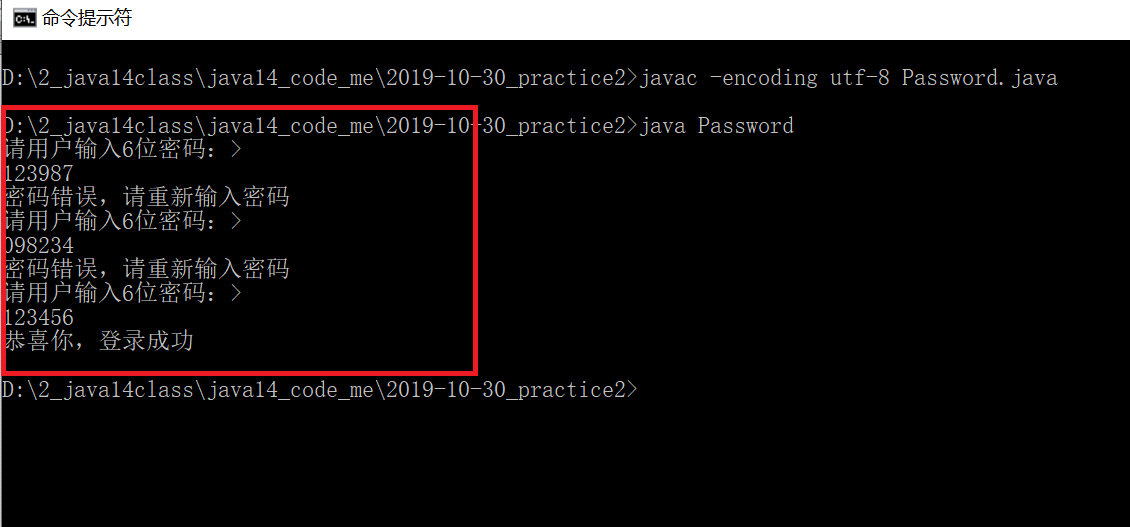 命令提示符
D:\2_java14class\java14_code_me\2019-10-30_practice2>javac -encoding utf-8 Password.java
D:\2_java14class\java14_code_me\2019-10-30_practice2>java Password
请用户输入6位密码：>
123987
密码错误，请重新输入密码
请用户输入6位密码：>
098234
密码错误，请重新输入密码
请用户输入6位密码：>
123456
恭喜你，登录成功
D:\2_java14class\java14_code_me\2019-10-30_practice2>